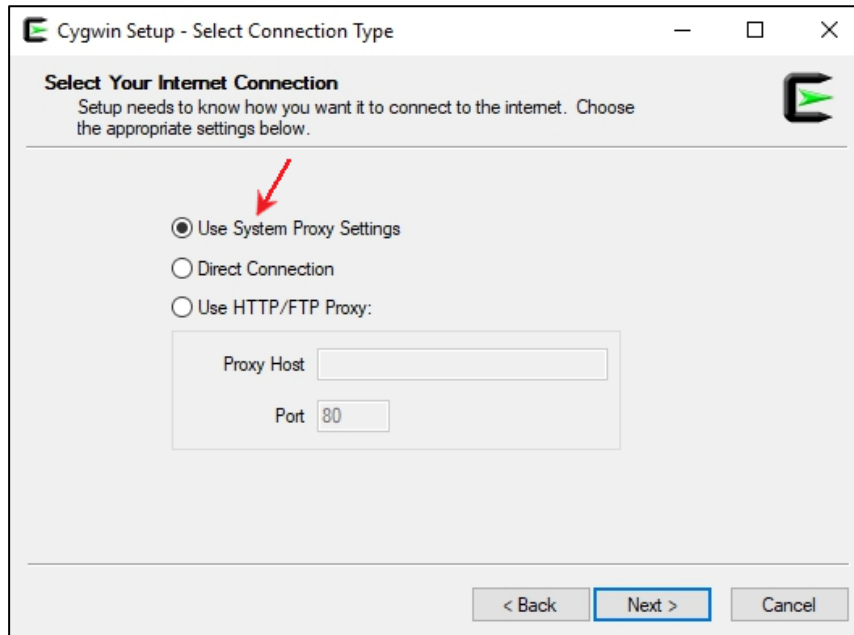 Cygwin Setup - Select Connection Type
Select Your Internet Connection
Setup needs to know how you want it to connect to the internet.  Choose
the appropriate settings below.
Use System Proxy Settings
Direct Connection
Use HTTP/FTP Proxy:
Proxy Host
Port 80
< Back Next > Cancel